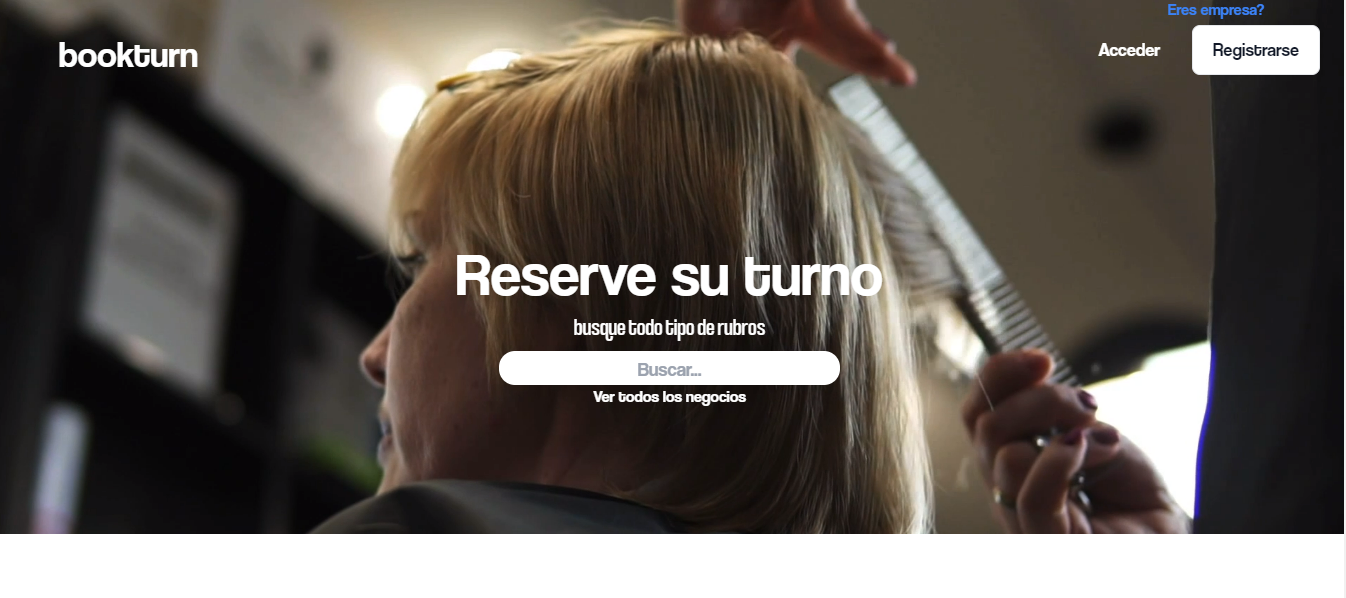 Eres empresa?
bookturn
Acceder
Registrarse
Reserve su turno
busque todo tipo de rubros
Buscar...
Ver todos los negocios